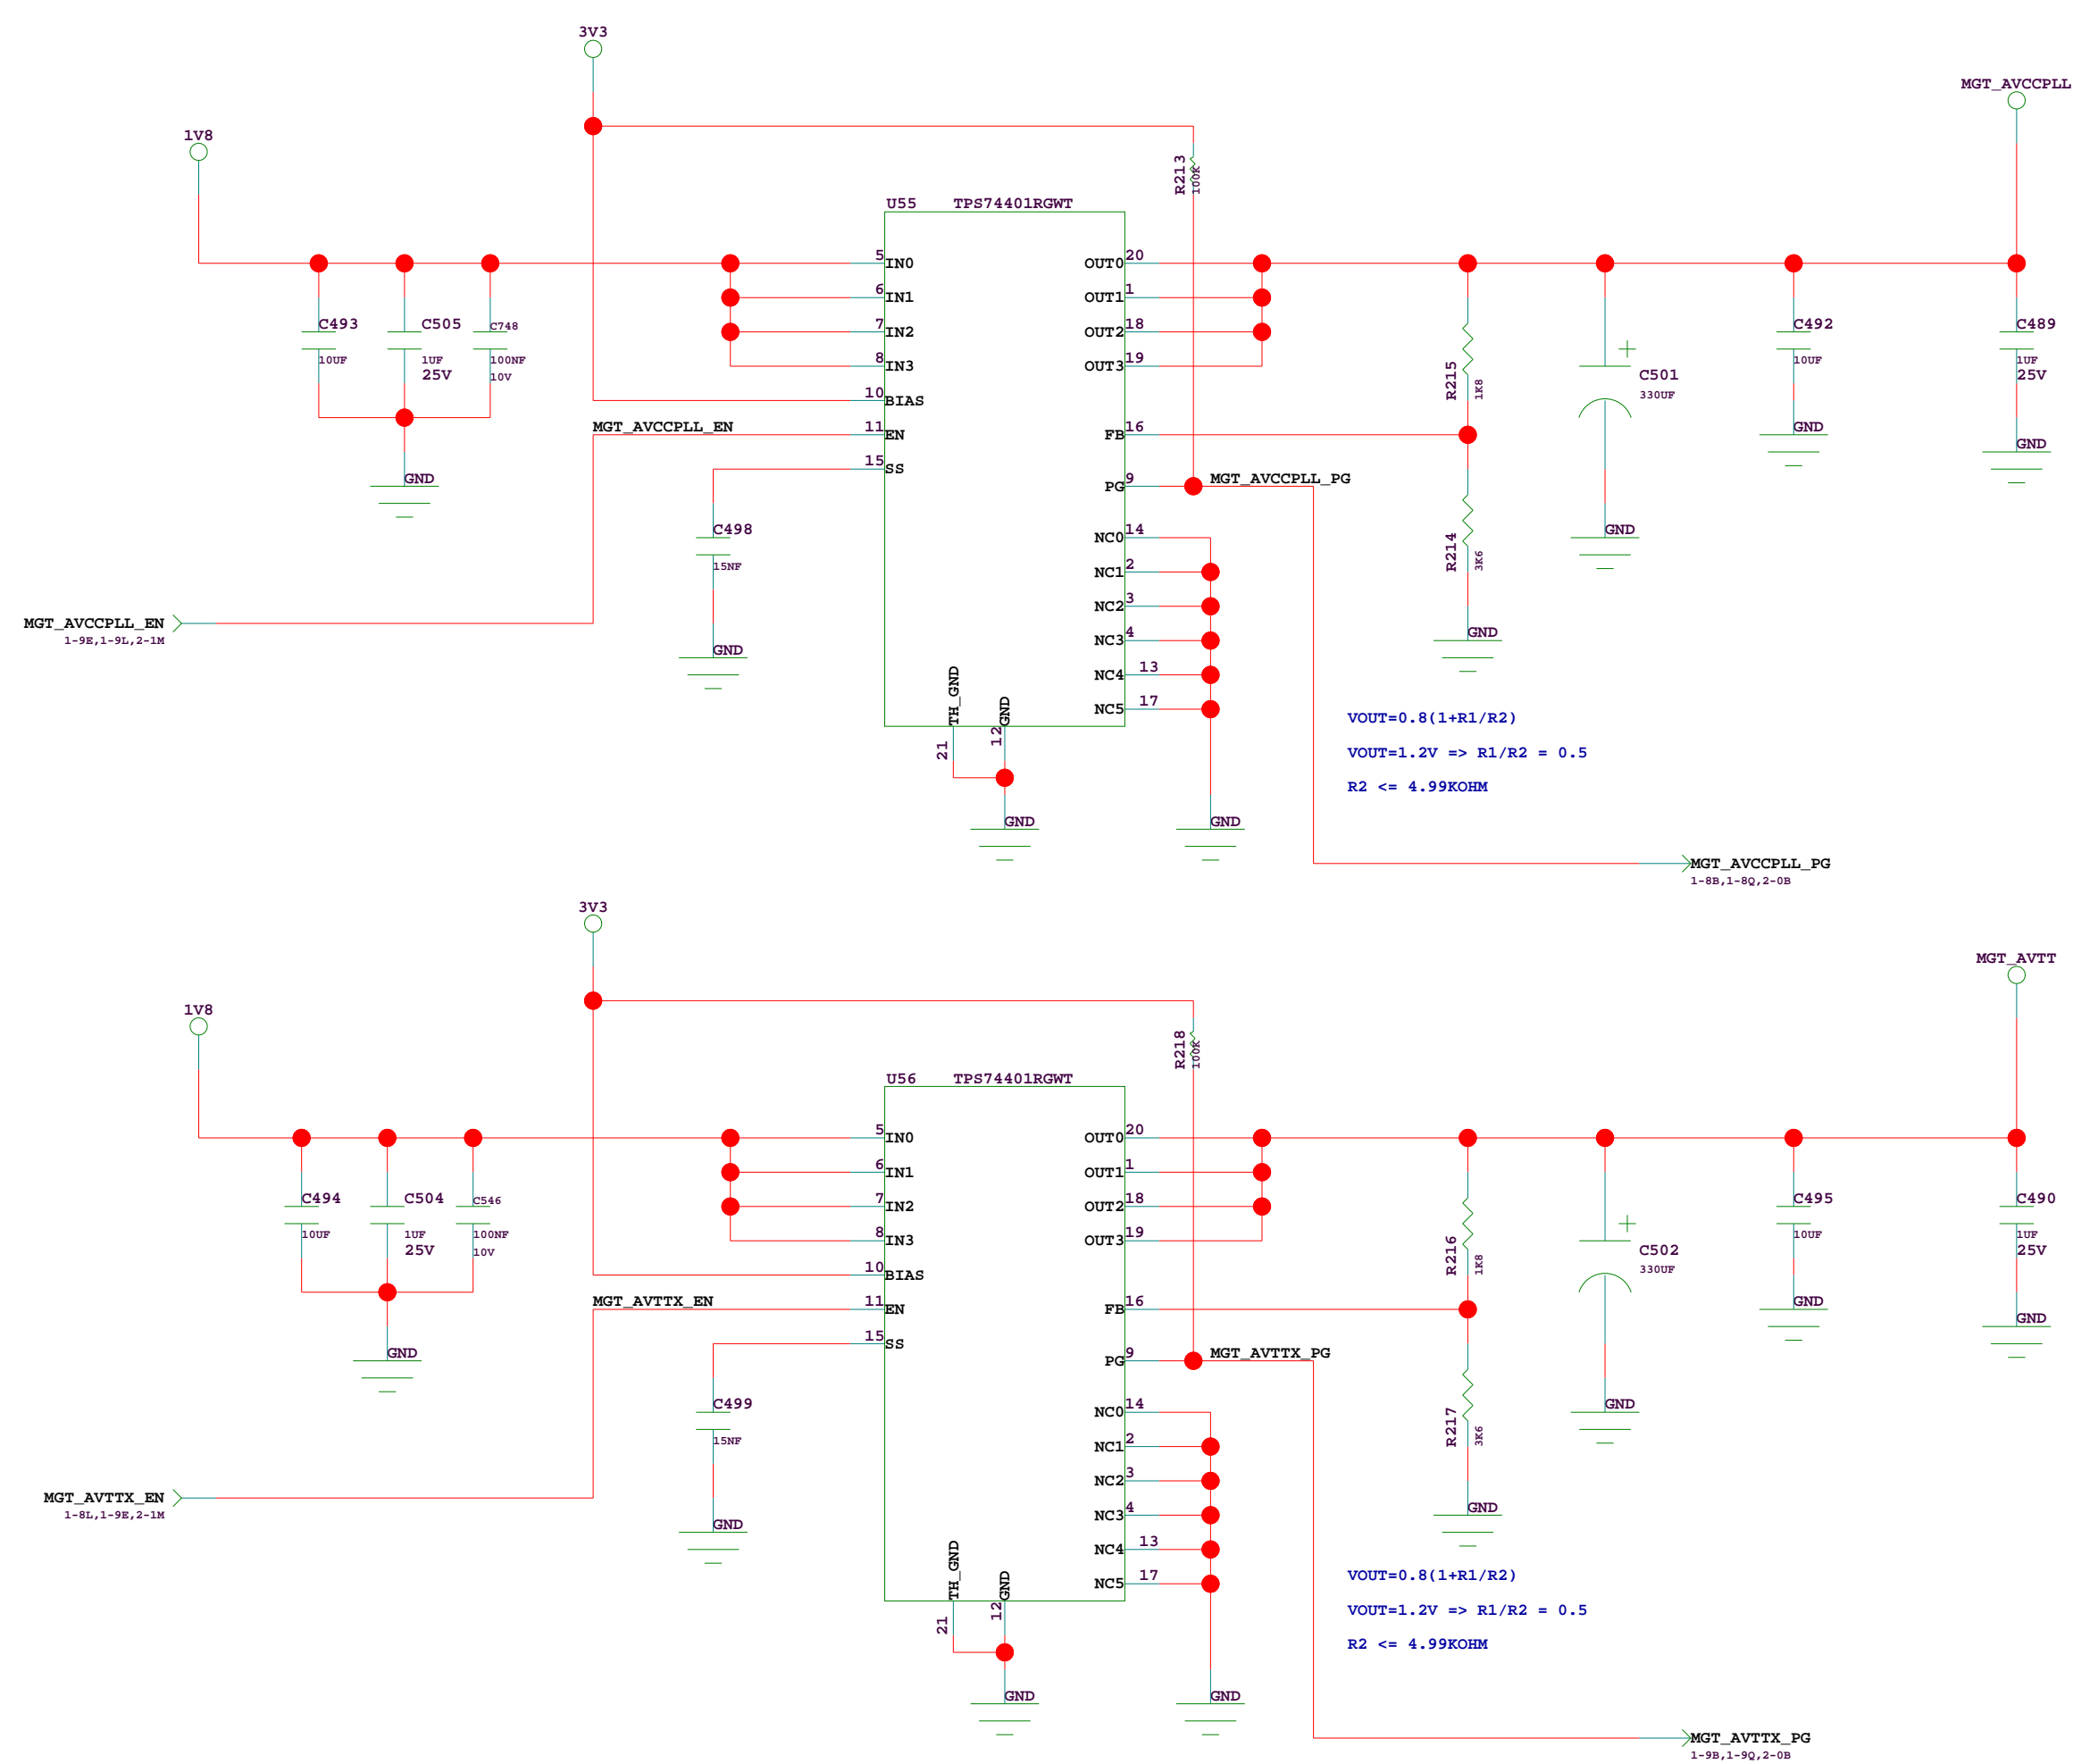 3V3
MGT_AVCCPLL
1V8
R213
100K
U55 TPS74401RGWT
5 IN0 OUT0 20
6 IN1 OUT1 1
7 IN2 OUT2 18
8 IN3 OUT3 19
10 BIAS
11 EN FB 16
15 SS
PG 9
NC0 14
NC1 2
NC2 3
NC3 4
NC4 13
NC5 17
TH_GND
21
GND
12
C493
10UF
C505
1UF
25V
C748
100NF
10V
GND
MGT_AVCCPLL_EN
C498
15NF
GND
MGT_AVCCPLL_EN
1-9E,1-9L,2-1M
MGT_AVCCPLL_PG
R215
1K8
R214
3K6
GND
C501
330UF
GND
C492
10UF
GND
C489
1UF
25V
GND
GND
GND
VOUT=0.8(1+R1/R2)
VOUT=1.2V => R1/R2 = 0.5
R2 <= 4.99KOHM
MGT_AVCCPLL_PG
1-8B,1-8Q,2-0B
3V3
MGT_AVTT
1V8
R218
100K
U56 TPS74401RGWT
5 IN0 OUT0 20
6 IN1 OUT1 1
7 IN2 OUT2 18
8 IN3 OUT3 19
10 BIAS
11 EN FB 16
15 SS
PG 9
NC0 14
NC1 2
NC2 3
NC3 4
NC4 13
NC5 17
TH_GND
21
GND
12
C494
10UF
C504
1UF
25V
C546
100NF
10V
GND
MGT_AVTTX_EN
C499
15NF
GND
MGT_AVTTX_EN
1-8L,1-9E,2-1M
MGT_AVTTX_PG
R216
1K8
R217
3K6
GND
C502
330UF
GND
C495
10UF
GND
C490
1UF
25V
GND
GND
GND
VOUT=0.8(1+R1/R2)
VOUT=1.2V => R1/R2 = 0.5
R2 <= 4.99KOHM
MGT_AVTTX_PG
1-9B,1-9Q,2-0B